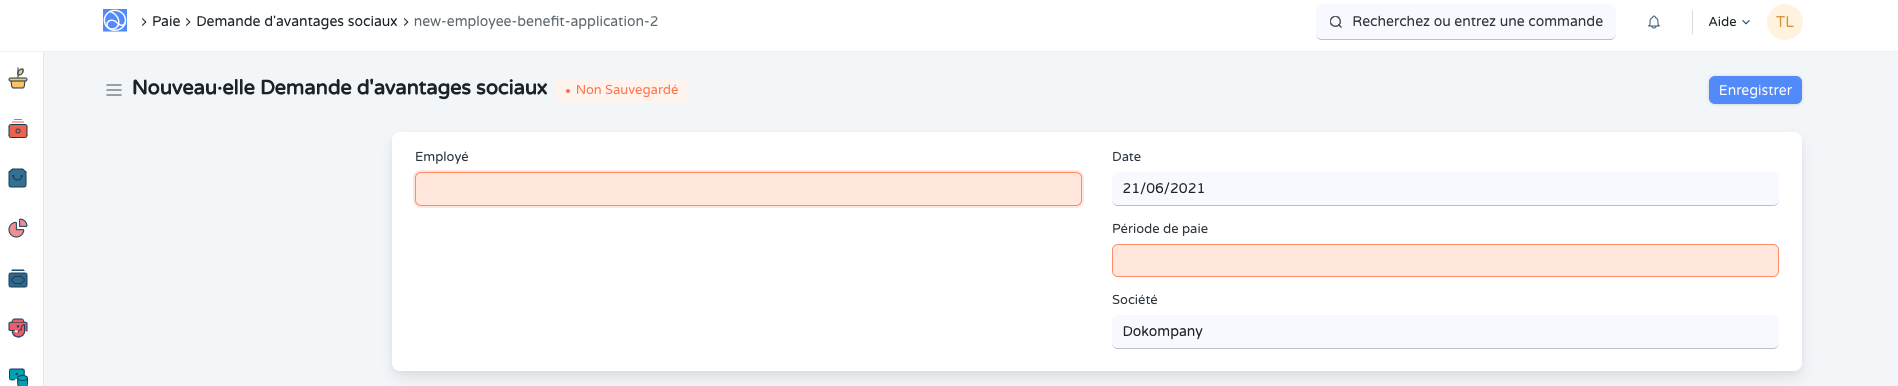 Paie Demande d'avantages sociaux new-employee-benefit-application-2
Recherchez ou entrez une commande
Aide
TL
Nouveau·elle Demande d'avantages sociaux
Non Sauvegardé
Enregistrer
Employé
Date
21/06/2021
Période de paie
Société
Dokompany